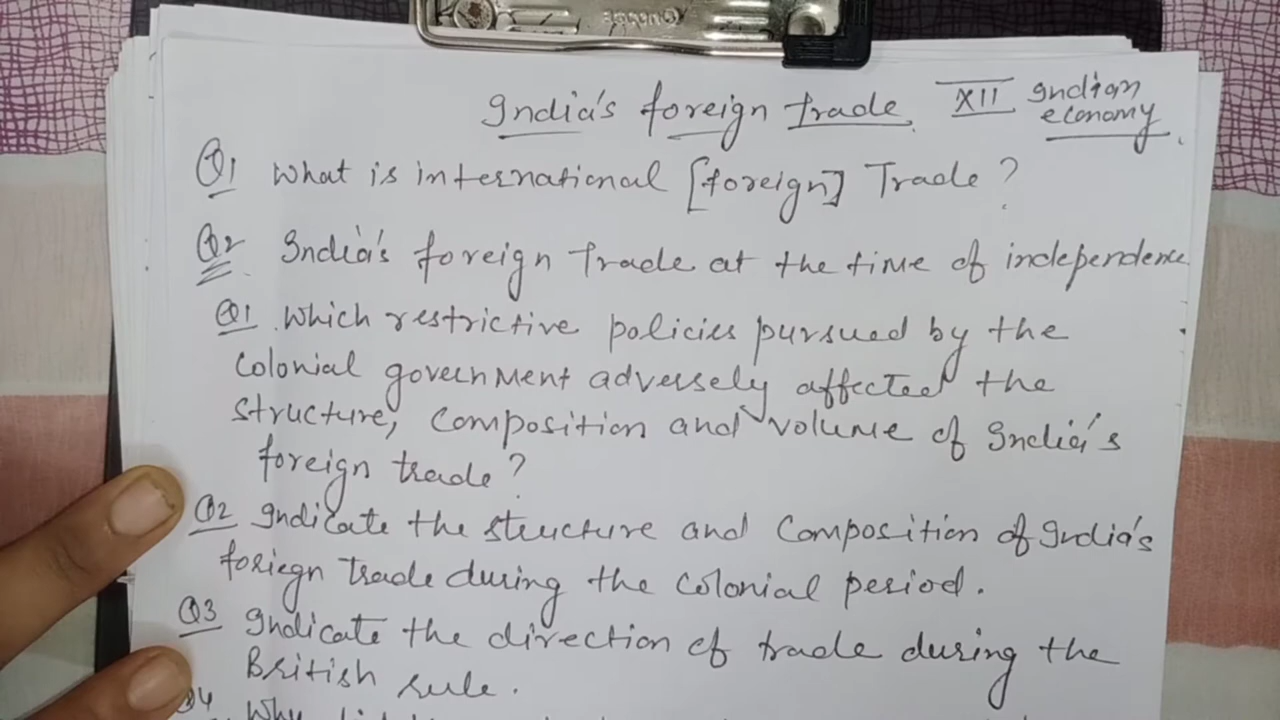 India's foreign trade. XII Indian economy.
Q1 What is international [foreign] Trade?
Q2 India's foreign Trade at the time of independence
Q1. Which restrictive policies pursued by the
Colonial government adversely affected the
structure, Composition and volume of India's
foreign trade?
Q2 Indicate the structure and Composition of India's
foriegn trade during the Colonial period.
Q3 Indicate the direction of trade during the
British rule.
Q4 Why